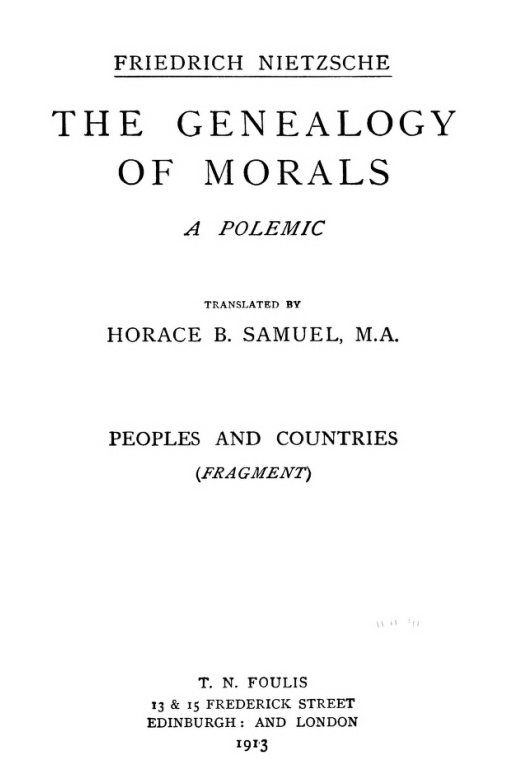 FRIEDRICH NIETZSCHE
THE GENEALOGY
OF MORALS
A POLEMIC
TRANSLATED BY
HORACE B. SAMUEL, M.A.
PEOPLES AND COUNTRIES
(FRAGMENT)
T. N. FOULIS
13 & 15 FREDERICK STREET
EDINBURGH: AND LONDON
1913